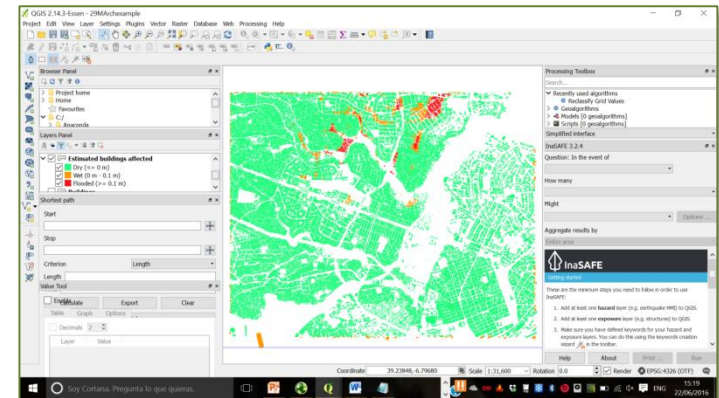 QGIS 2.14.3-Essen - 29MArchesample
Project Edit View Layer Settings Plugins Vector Raster Database Web Processing Help
Browser Panel
Project home
Home
Favourites
C:/
Anaconda
Layers Panel
Estimated buildings affected
Dry (<= 0 m)
Wet (0 m - 0.1 m)
Flooded (>= 0.1 m)
Shortest path
Start
Stop
Criterion Length
Length
Value Tool
Export Clear
Table Graph Options
Decimals 2
Layer Value
Processing Toolbox
Search...
Recently used algorithms
Reclassify Grid Values
Geoalgorithms
Models [0 geoalgorithms]
Scripts [0 geoalgorithms]
Simplified interface
InaSAFE 3.2.4
Question: In the event of
How many
Might
Options ...
Aggregate results by
Entire area
InaSAFE
Getting started
These are the minimum steps you need to follow in order to use InaSAFE:
1. Add at least one hazard layer (e.g. earthquake MMI) to QGIS.
2. Add at least one exposure layer (e.g. structures) to QGIS.
3. Make sure you have defined keywords for your hazard and
exposure layers. You can do this using the keywords creation
wizard in the toolbar.
Help About Print ... Run
Coordinate 39.23848,-6.79680 Scale 1:31,600 Rotation 0.0 Render EPSG:4326 (OTF)
Soy Cortana. Pregunta lo que quieras.
ENG
15:19
22/06/2016